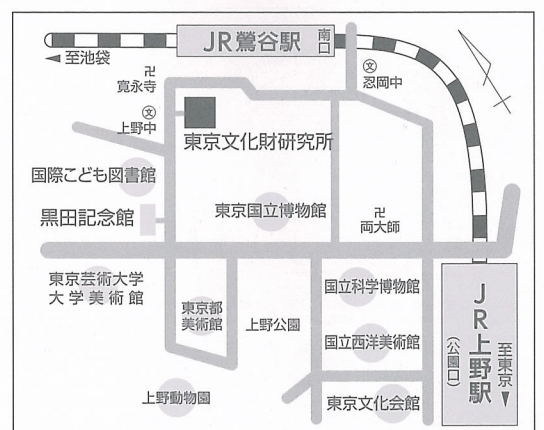 JR鶯谷駅
南口
◀ 至池袋
卍
寛永寺
文
忍岡中
文
上野中
東京文化財研究所
国際こども図書館
黒田記念館
東京国立博物館
卍
両大師
東京芸術大学
大学美術館
東京都
美術館
上野公園
国立科学博物館
国立西洋美術館
上野動物園
東京文化会館
JR上野駅
(公園口)
至東京▼